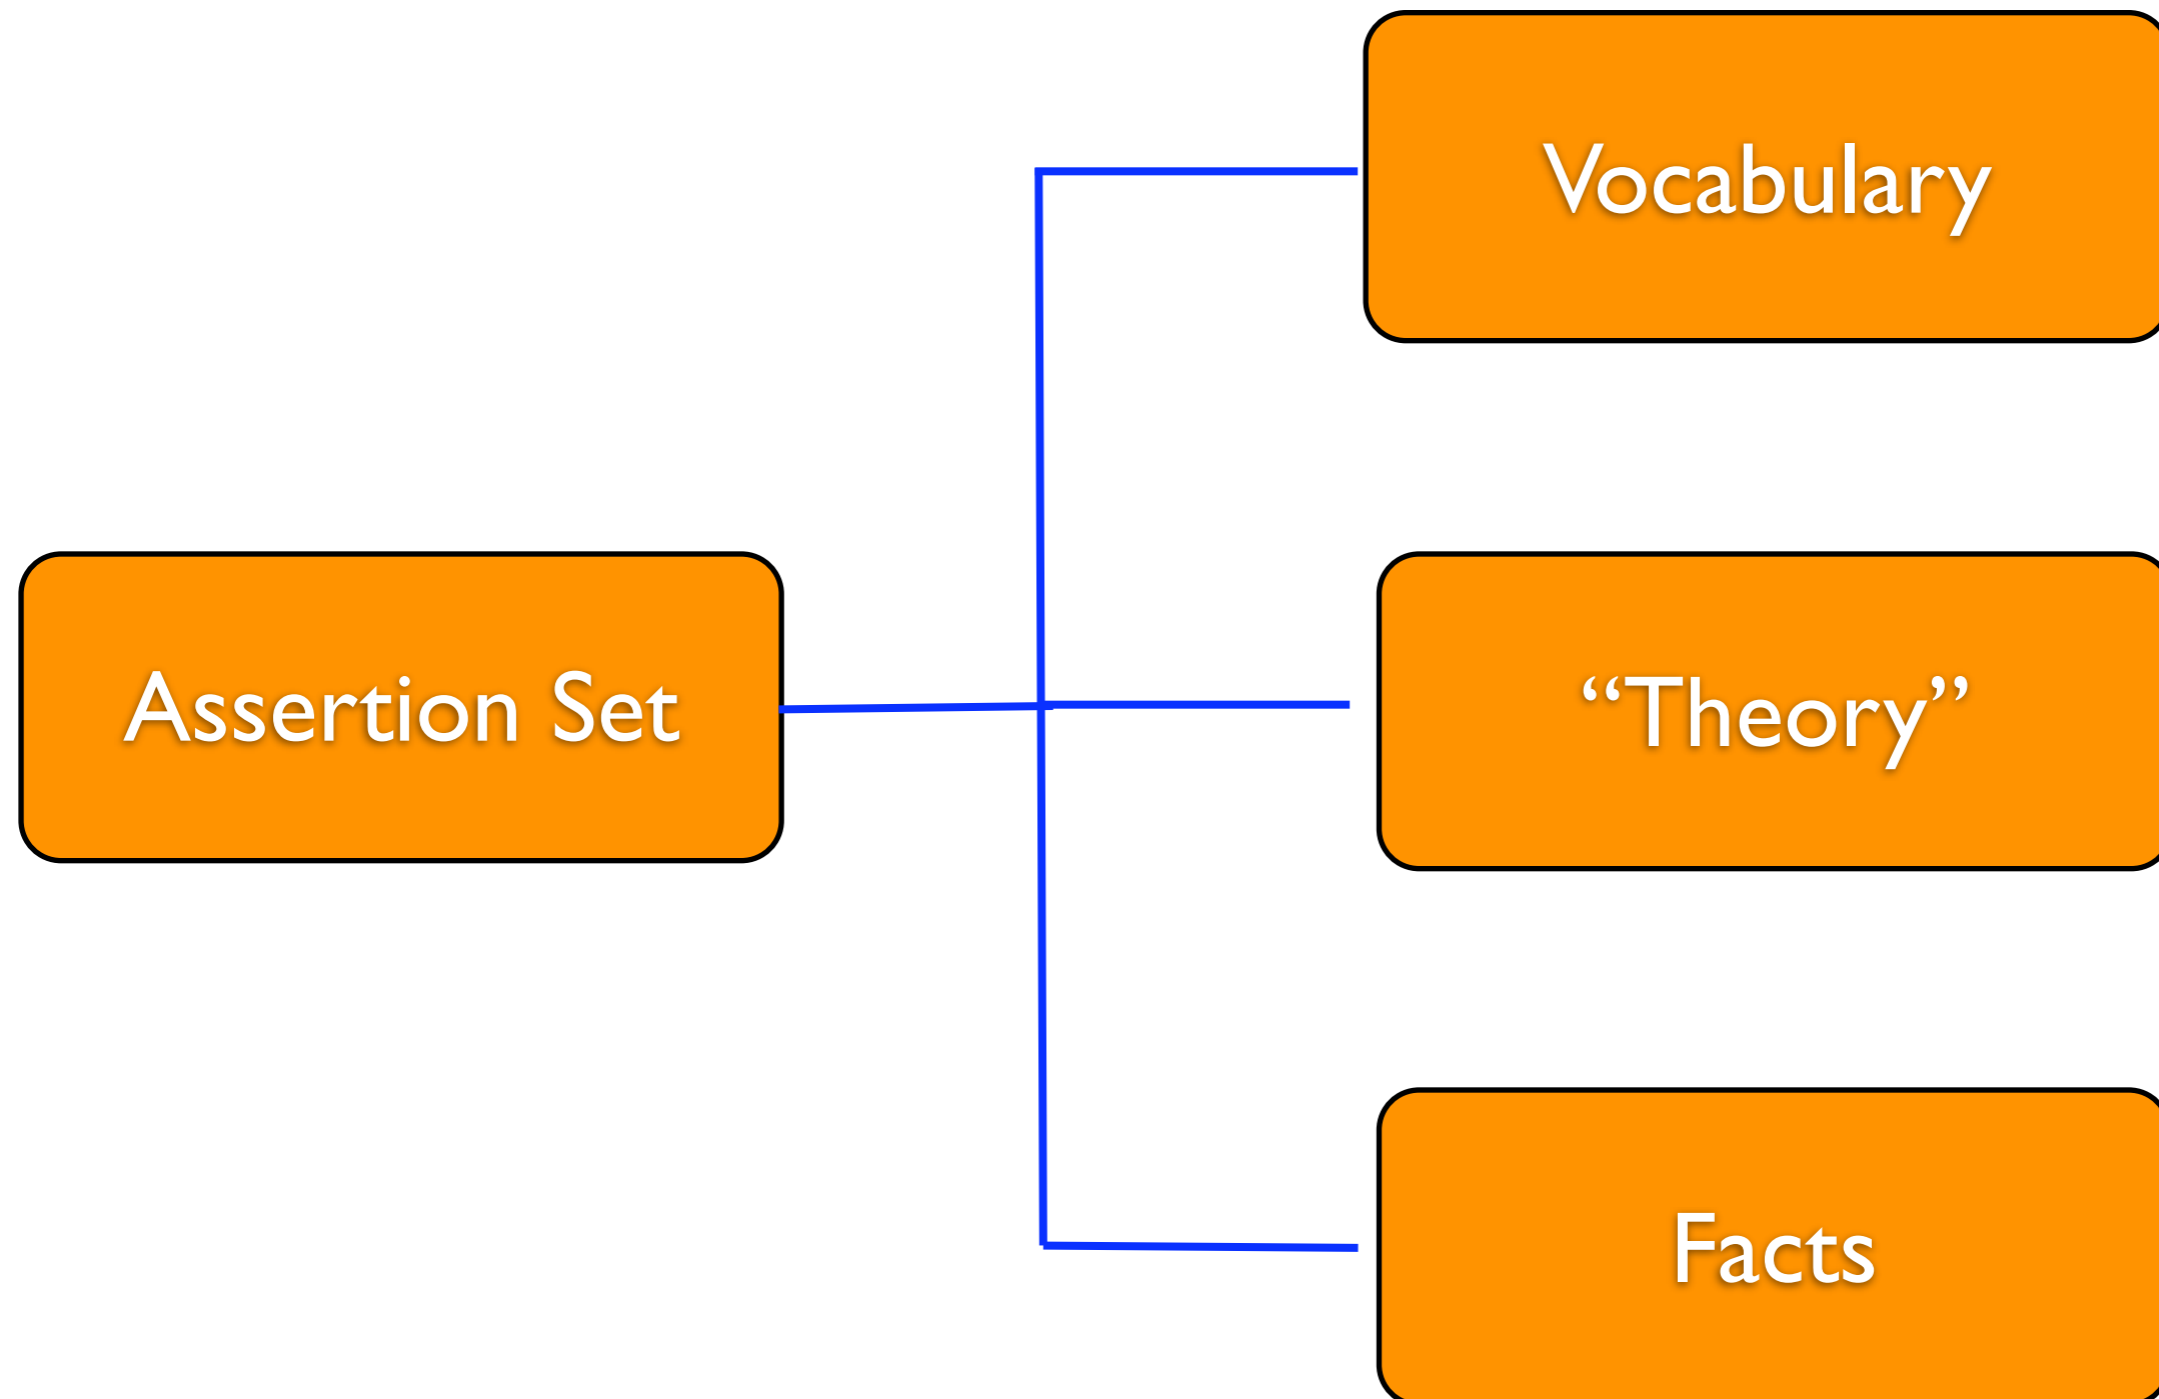 Vocabulary
Assertion Set
“Theory”
Facts